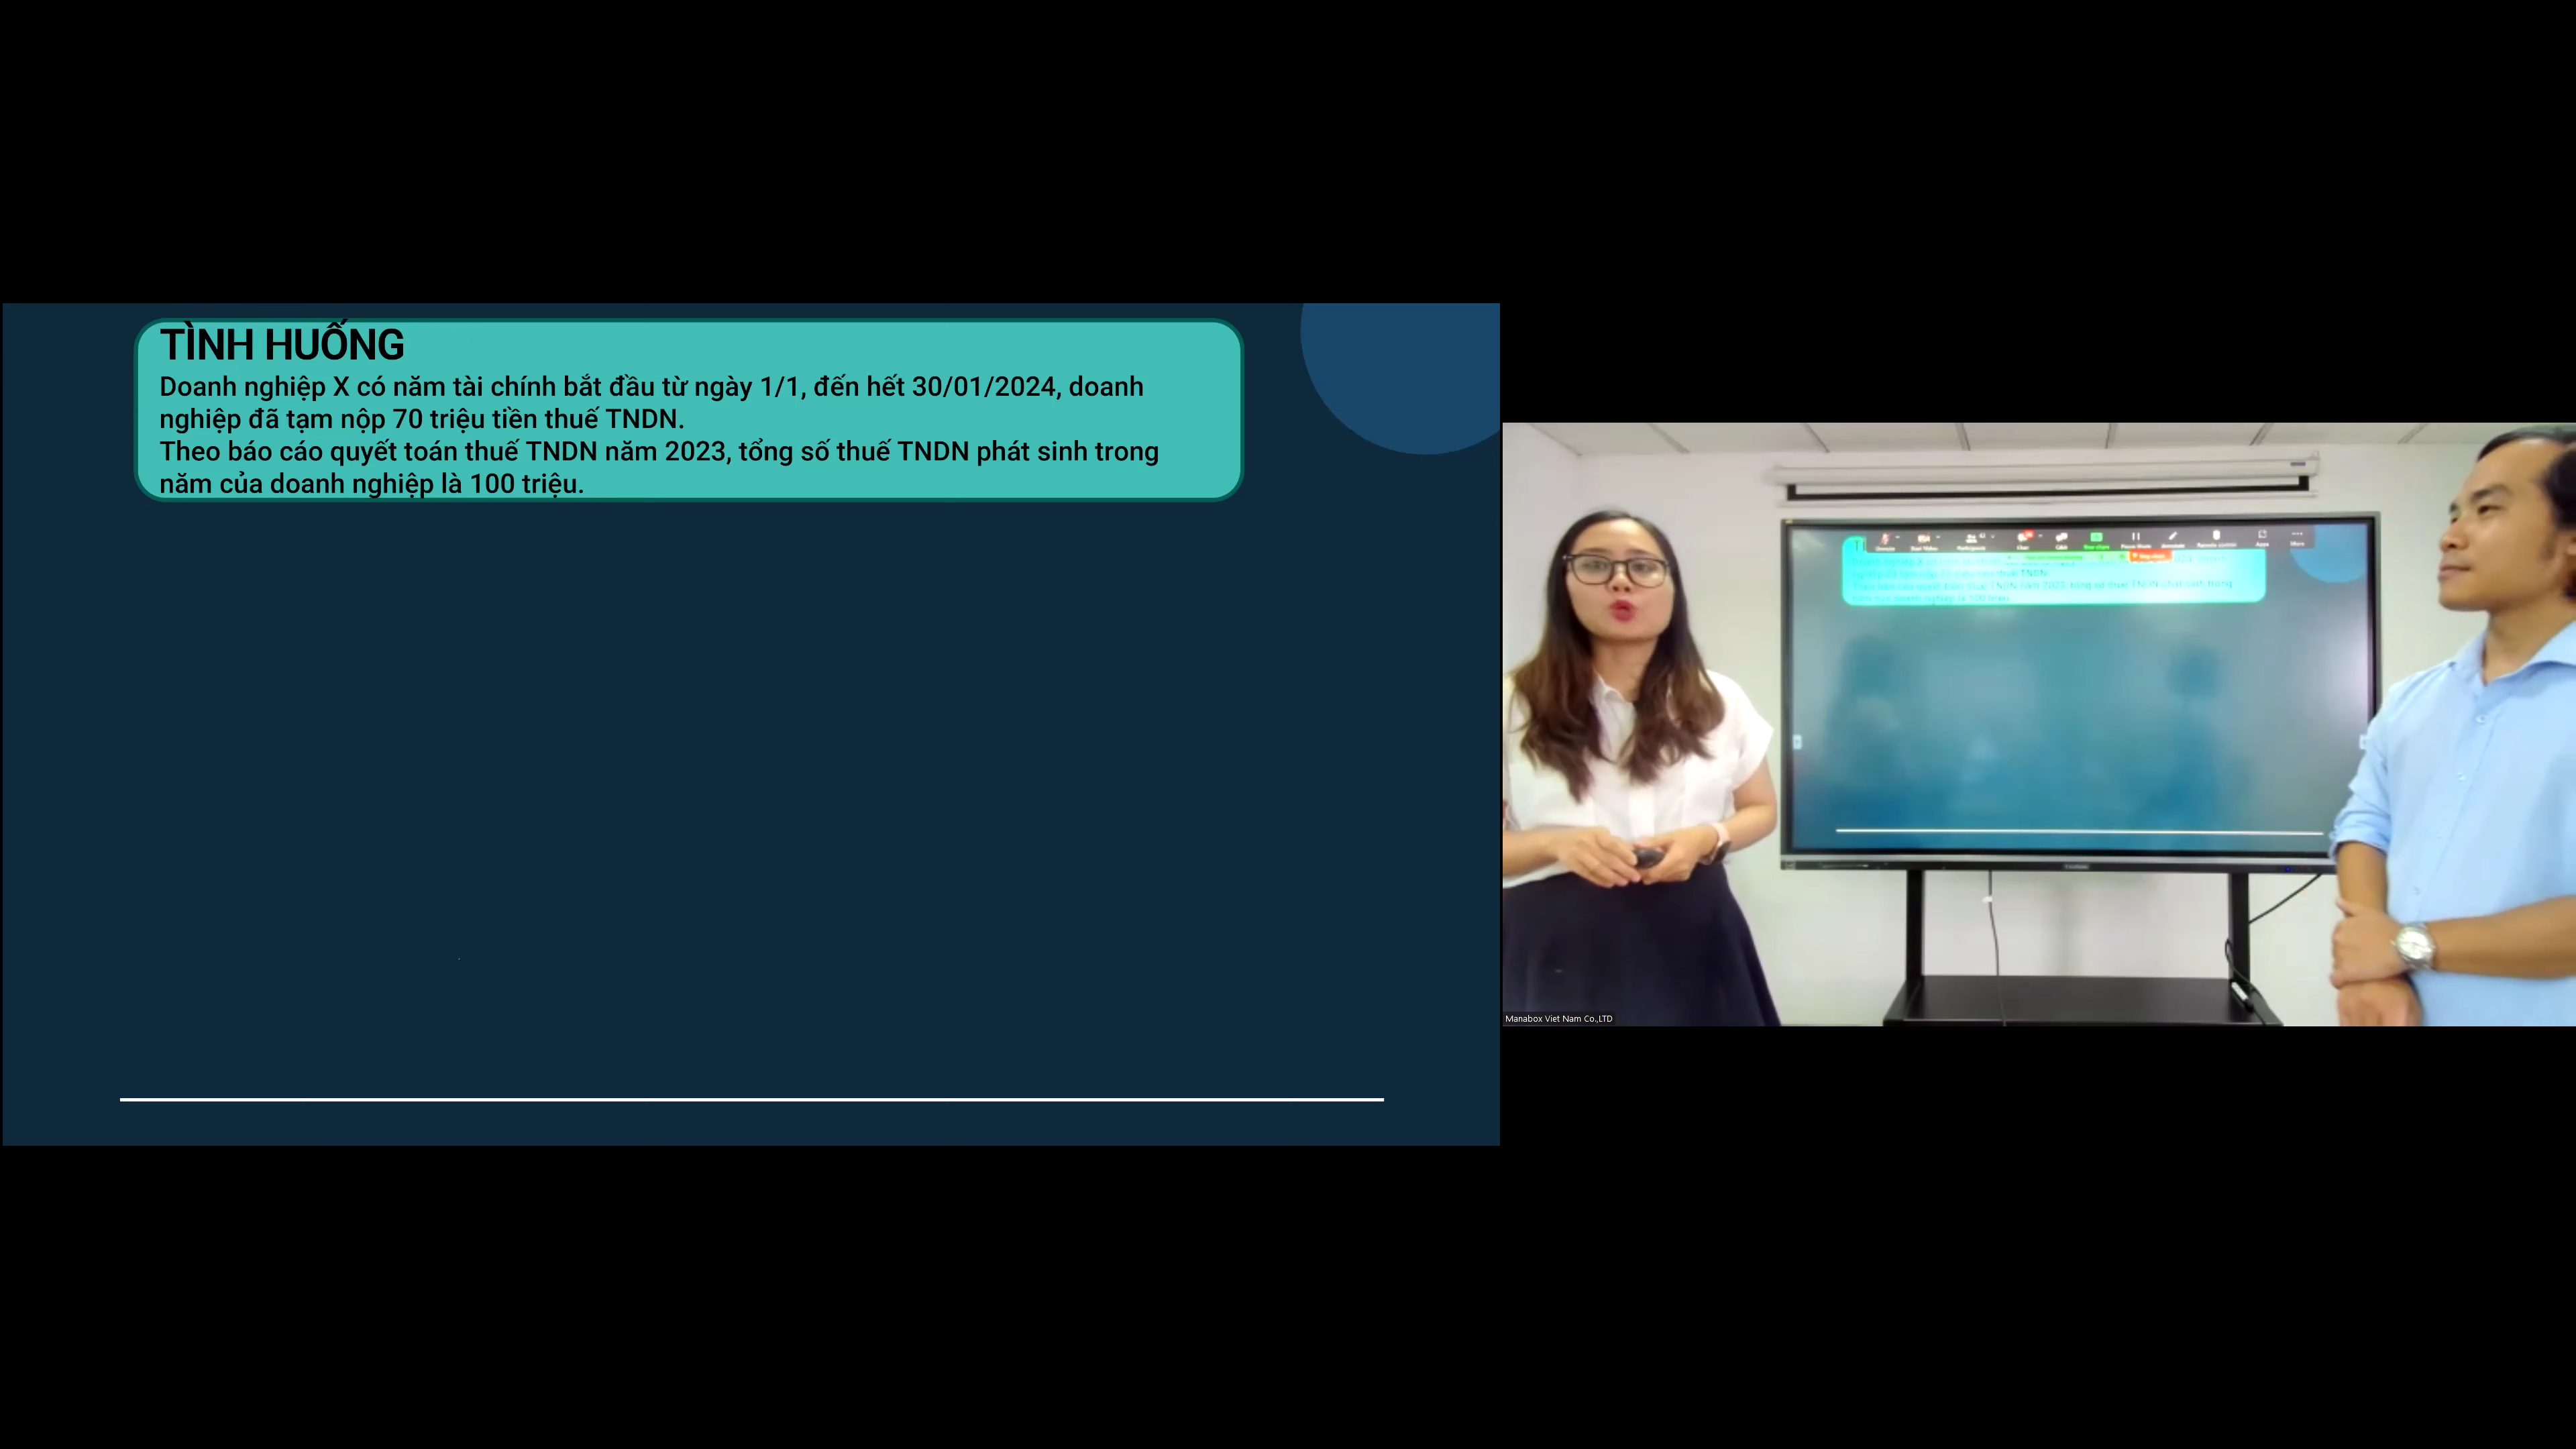 TÌNH HUỐNG
Doanh nghiệp X có năm tài chính bắt đầu từ ngày 1/1, đến hết 30/01/2024, doanh
nghiệp đã tạm nộp 70 triệu tiền thuế TNDN.
Theo báo cáo quyết toán thuế TNDN năm 2023, tổng số thuế TNDN phát sinh trong
năm của doanh nghiệp là 100 triệu.
Manabox Viet Nam Co.,LTD